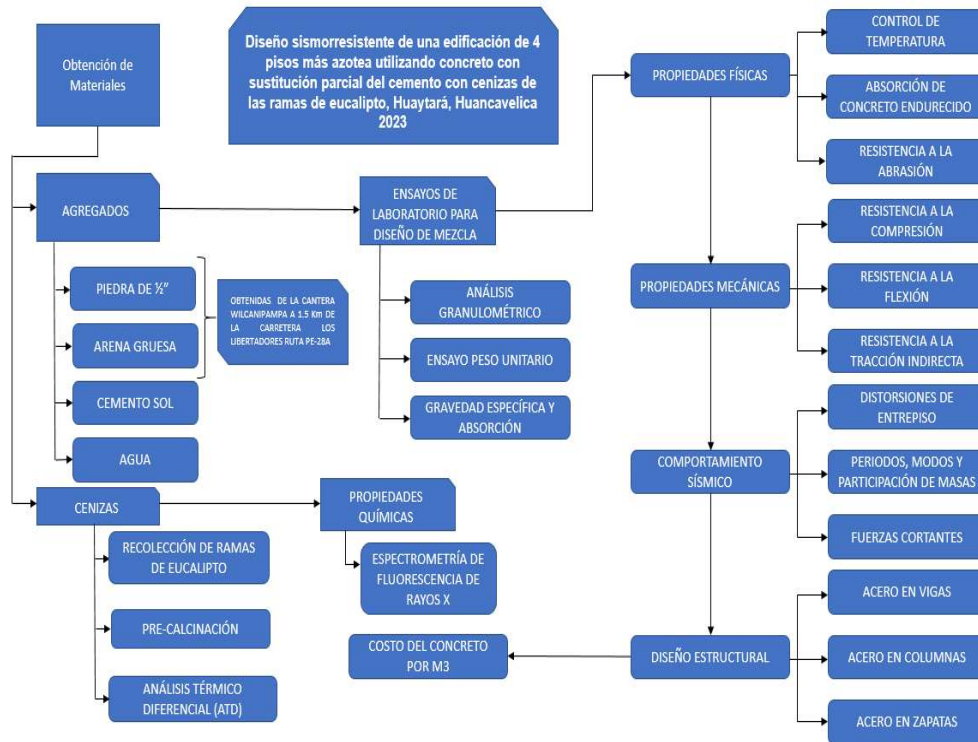 Obtención de
Materiales
Diseño sismorresistente de una edificación de 4
pisos más azotea utilizando concreto con
sustitución parcial del cemento con cenizas de
las ramas de eucalipto, Huaytará, Huancavelica
2023
AGREGADOS
PIEDRA DE ½”
ARENA GRUESA
CEMENTO SOL
AGUA
OBTENIDAS DE LA CANTERA
WILCANIPAMPA A 1.5 Km DE
LA CARRETERA LOS
LIBERTADORES RUTA PE-28A
ENSAYOS DE
LABORATORIO PARA
DISEÑO DE MEZCLA
ANÁLISIS
GRANULOMÉTRICO
ENSAYO PESO UNITARIO
GRAVEDAD ESPECÍFICA Y
ABSORCIÓN
CENIZAS
RECOLECCIÓN DE RAMAS
DE EUCALIPTO
PRE-CALCINACIÓN
ANÁLISIS TÉRMICO
DIFERENCIAL (ATD)
PROPIEDADES
QUÍMICAS
ESPECTROMETRÍA DE
FLUORESCENCIA DE
RAYOS X
PROPIEDADES FÍSICAS
CONTROL DE
TEMPERATURA
ABSORCIÓN DE
CONCRETO ENDURECIDO
RESISTENCIA A LA
ABRASIÓN
PROPIEDADES MECÁNICAS
RESISTENCIA A LA
COMPRESIÓN
RESISTENCIA A LA
FLEXIÓN
RESISTENCIA A LA
TRACCIÓN INDIRECTA
COMPORTAMIENTO
SÍSMICO
DISTORSIONES DE
ENTREPISO
PERIODOS, MODOS Y
PARTICIPACIÓN DE MASAS
FUERZAS CORTANTES
DISEÑO ESTRUCTURAL
ACERO EN VIGAS
ACERO EN COLUMNAS
ACERO EN ZAPATAS
COSTO DEL CONCRETO
POR M3